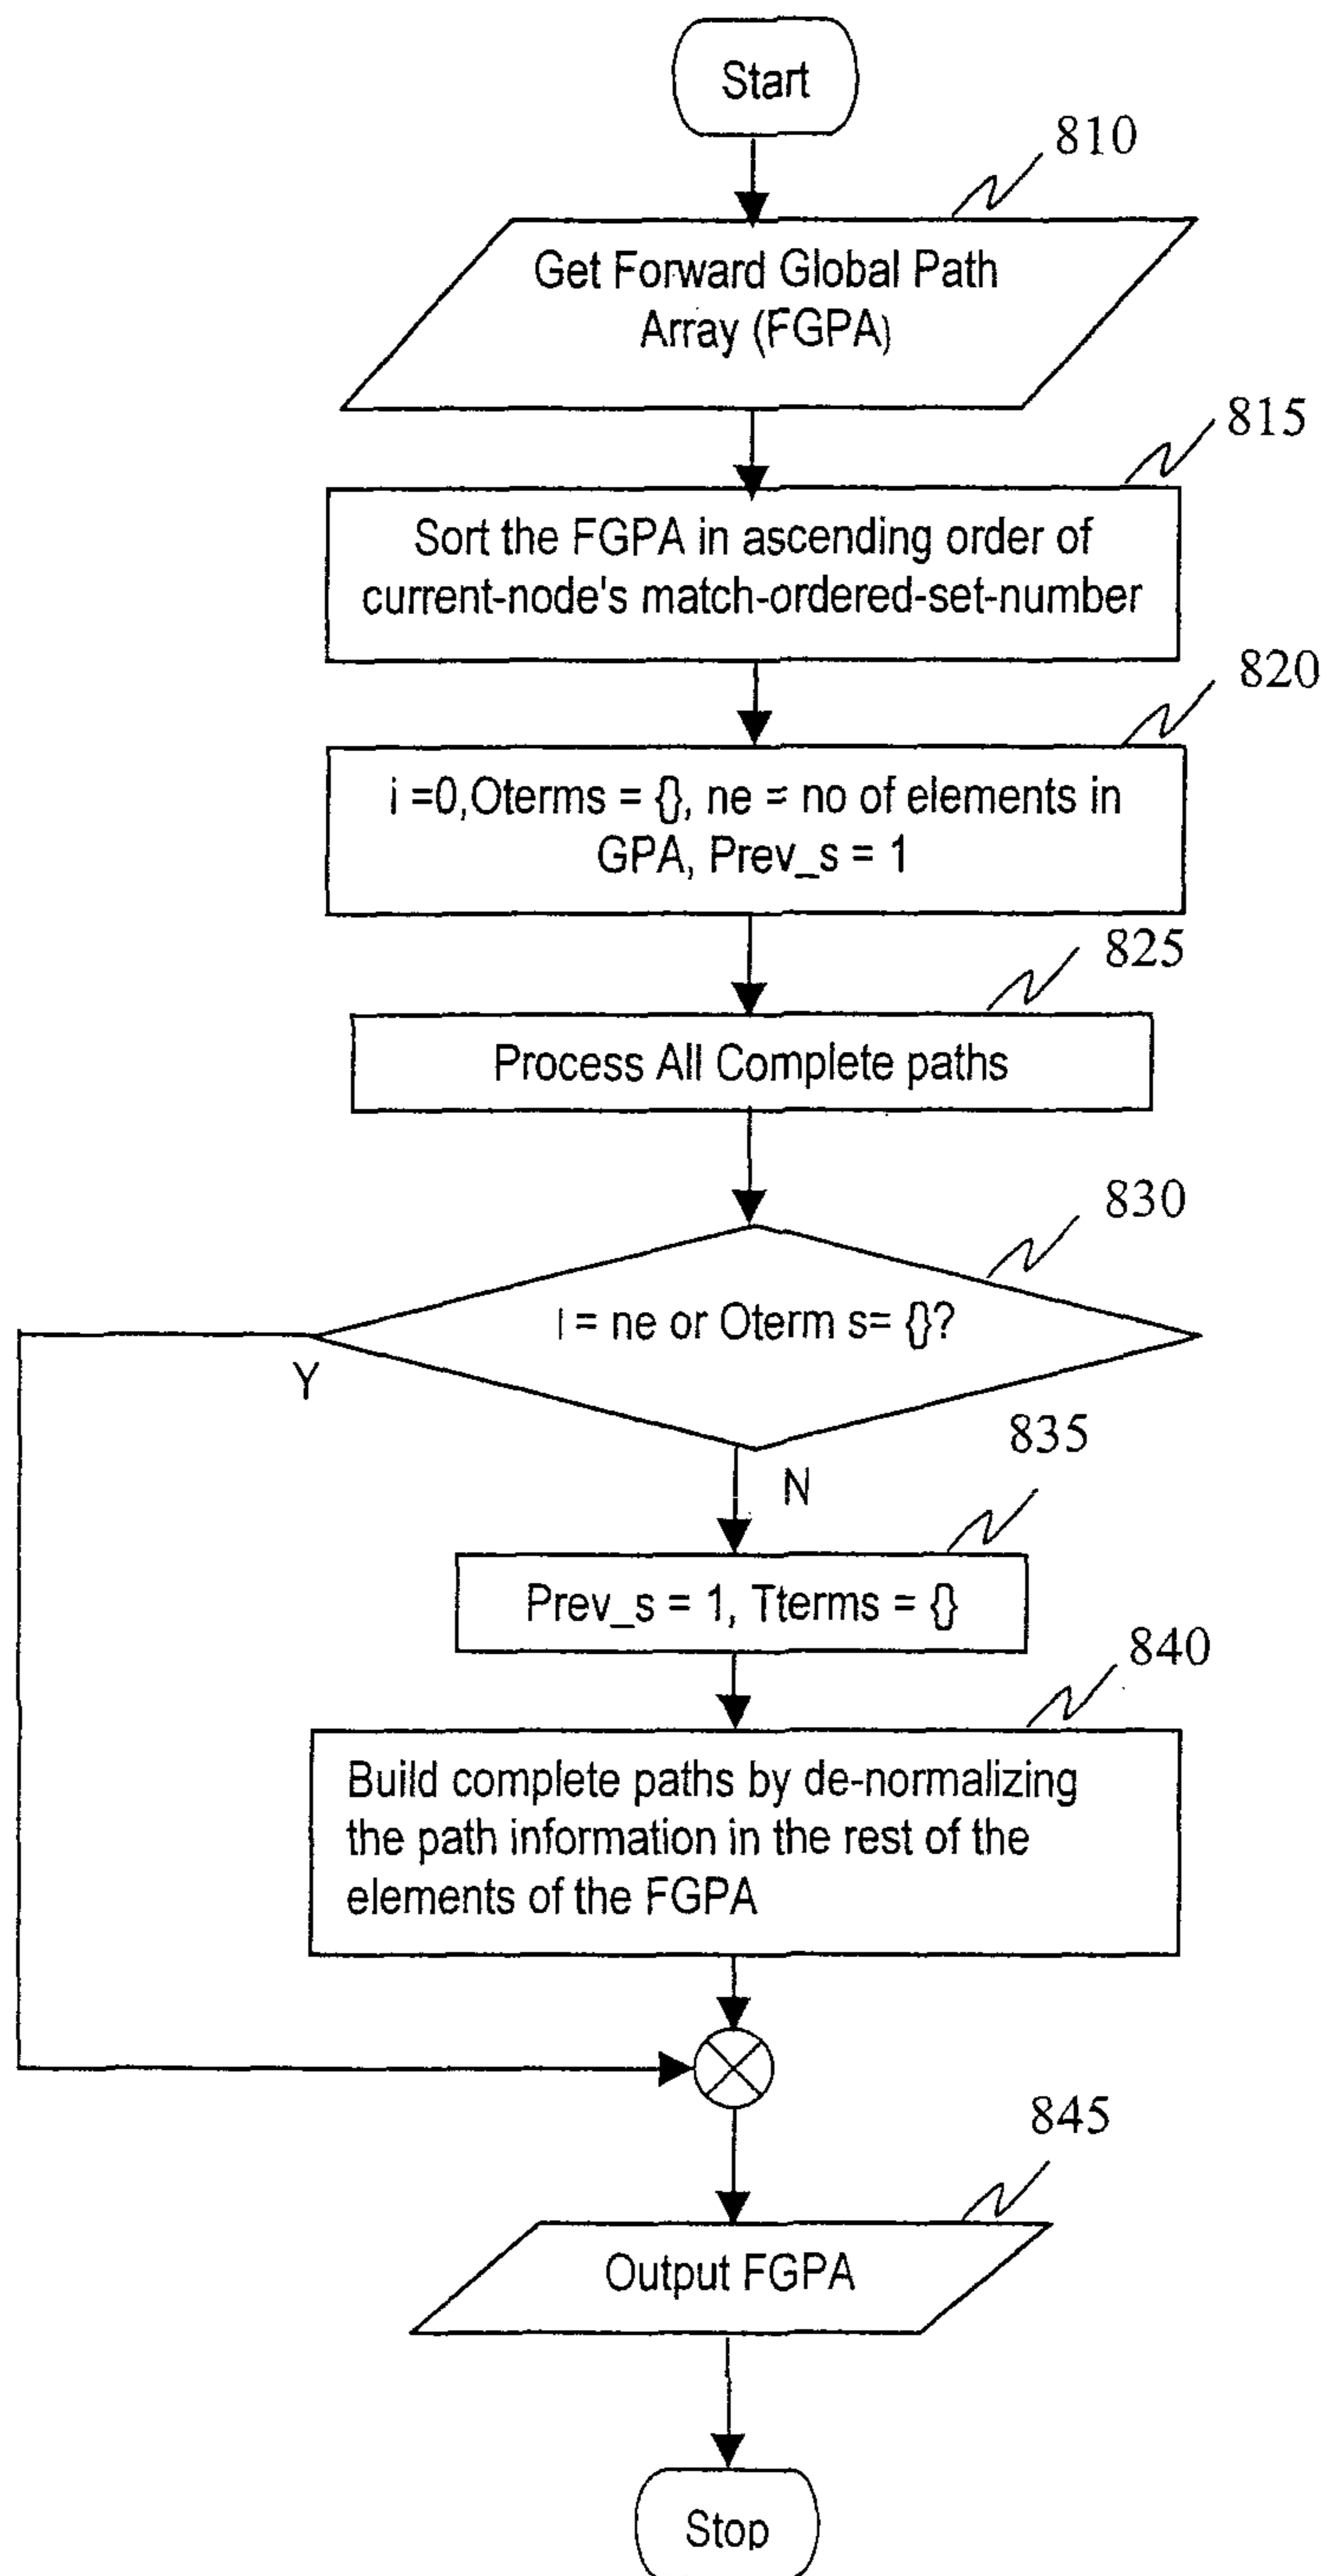 Start
810
Get Forward Global Path
Array (FGPA)
815
Sort the FGPA in ascending order of
current-node's match-ordered-set-number
820
i =0,Oterms = {}, ne = no of elements in
GPA, Prev_s = 1
825
Process All Complete paths
830
i = ne or Oterm s= {}?
Y
835
N
Prev_s = 1, Tterms = {}
840
Build complete paths by de-normalizing
the path information in the rest of the
elements of the FGPA
845
Output FGPA
Stop